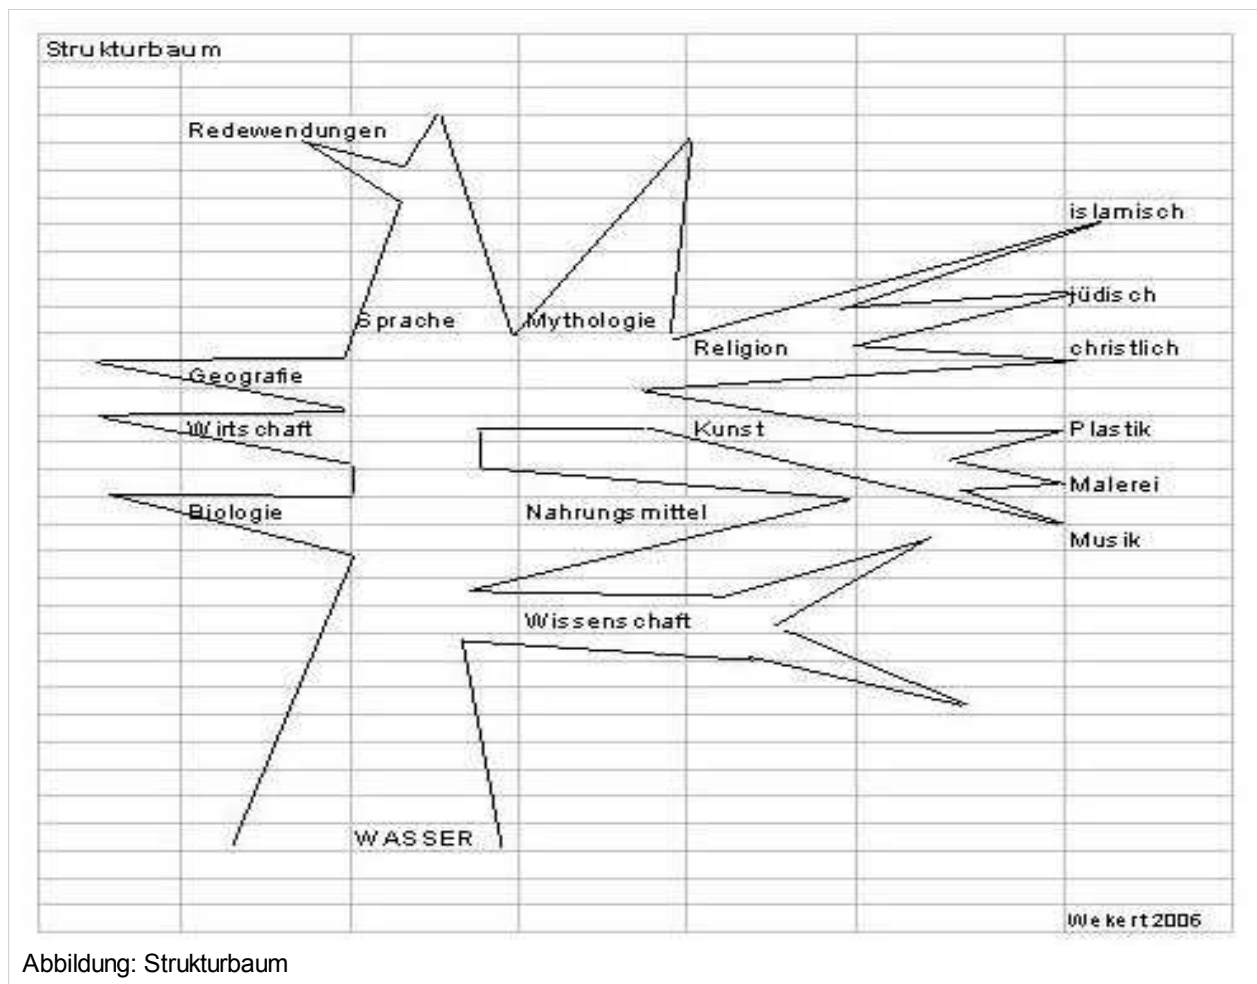 Strukturbaum
Redewendungen
islamisch
jüdisch
Sprache
Mythologie
Religion
christlich
Geografie
Wirtschaft
Kunst
Plastik
Malerei
Biologie
Nahrungsmittel
Musik
Wissenschaft
WASSER
Wekert 2006
Abbildung: Strukturbaum